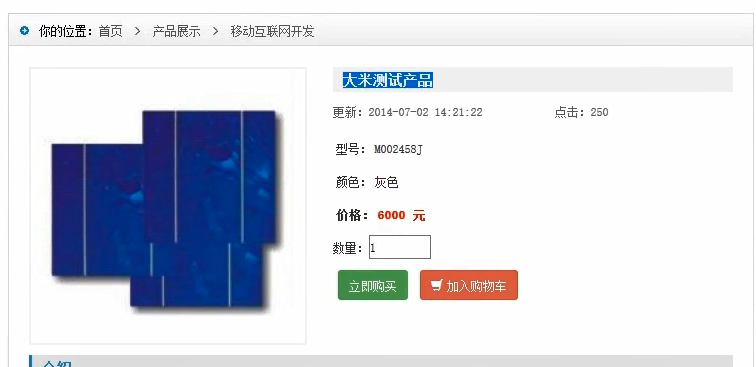 你的位置：首页 > 产品展示 > 移动互联网开发
大米测试产品
更新：2014-07-02 14:21:22 点击：250
型号：M002458J
颜色：灰色
价格：6000 元
数量：1
立即购买 加入购物车
介绍